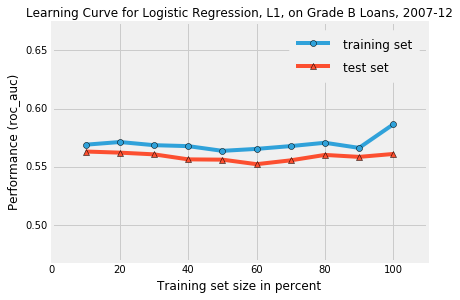 Learning Curve for Logistic Regression, L1, on Grade B Loans, 2007-12
training set
test set
Performance (roc_auc)
0.65
0.60
0.55
0.50
0
20
40
60
80
100
Training set size in percent